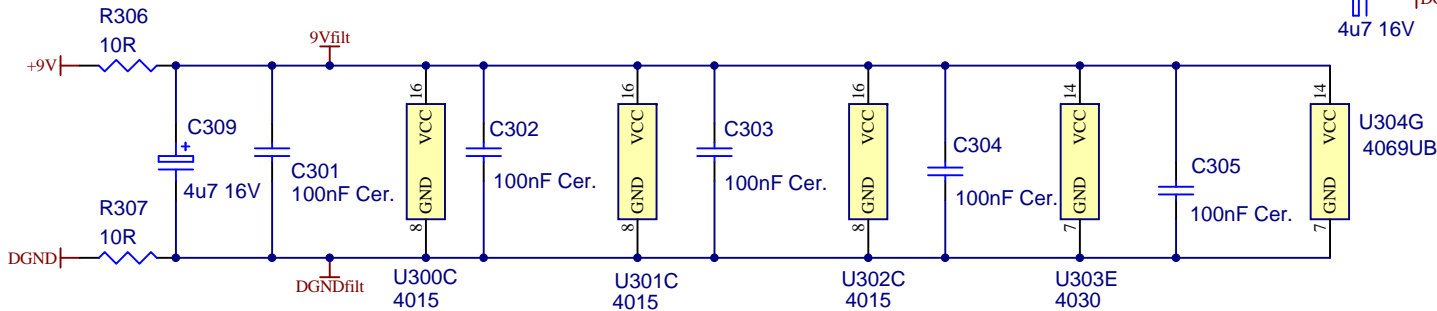 R306
10R
+9V
9Vfilt
4u7 16V
C309
+
4u7 16V
C301
100nF Cer.
16
VCC
GND
8
U300C
4015
C302
100nF Cer.
16
VCC
GND
8
U301C
4015
C303
100nF Cer.
16
VCC
GND
8
U302C
4015
C304
100nF Cer.
14
VCC
GND
7
U303E
4030
C305
100nF Cer.
14
VCC
GND
7
U304G
4069UB
R307
10R
DGND
DGNDfilt